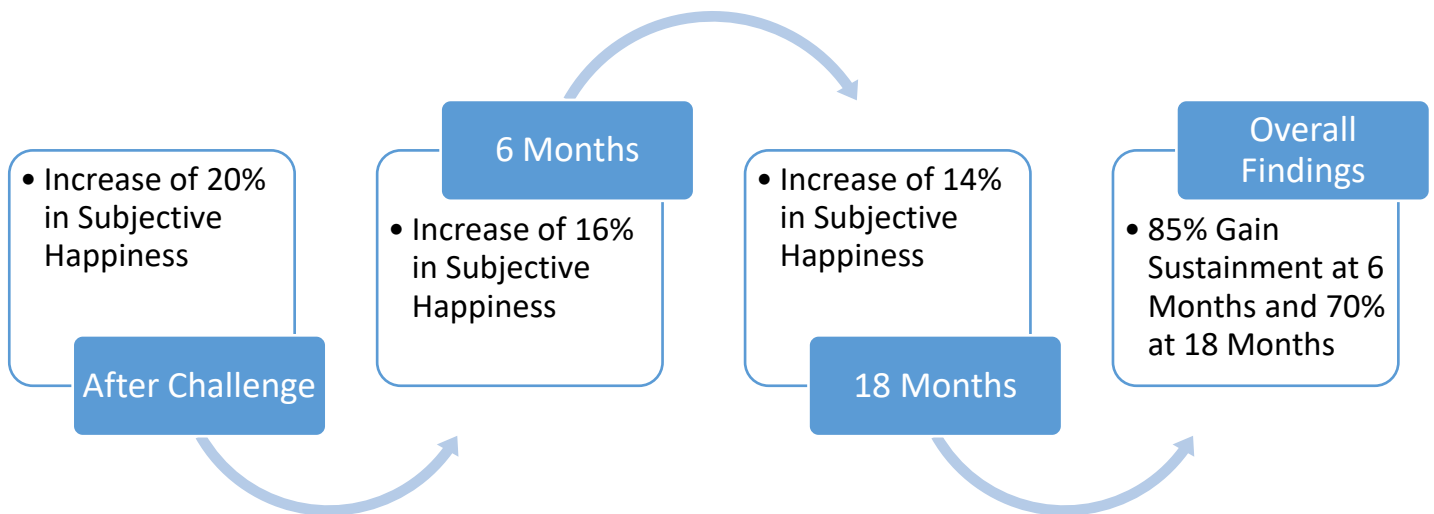 • Increase of 20%
in Subjective
Happiness
After Challenge
6 Months
• Increase of 16%
in Subjective
Happiness
• Increase of 14%
in Subjective
Happiness
18 Months
Overall
Findings
• 85% Gain
Sustainment at 6
Months and 70%
at 18 Months